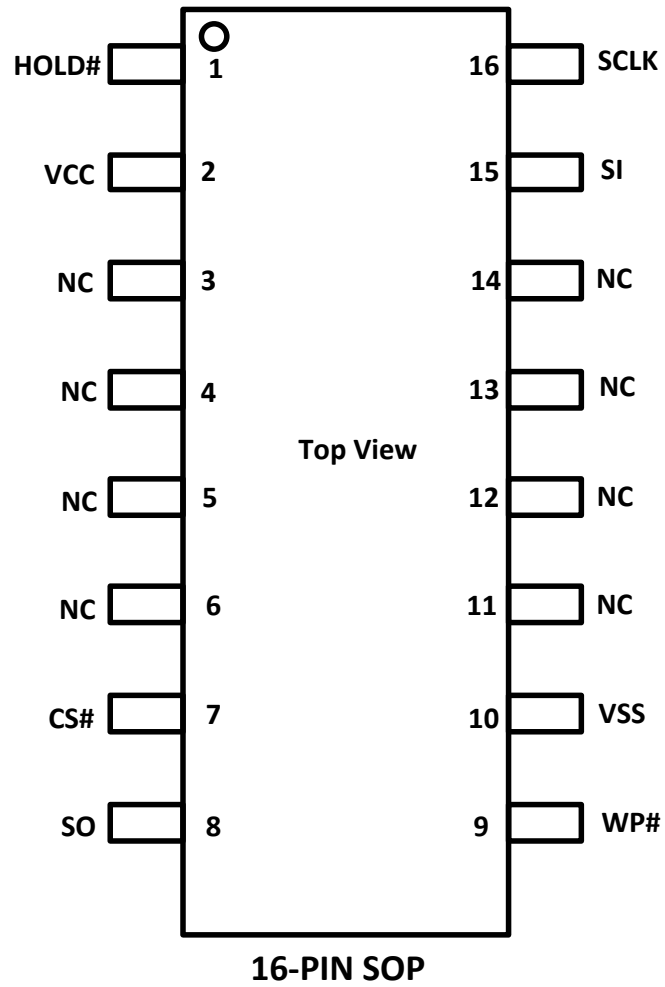 HOLD# 1 16 SCLK
VCC 2 15 SI
NC 3 14 NC
NC 4 13 NC
Top View
NC 5 12 NC
NC 6 11 NC
CS# 7 10 VSS
SO 8 9 WP#
16-PIN SOP